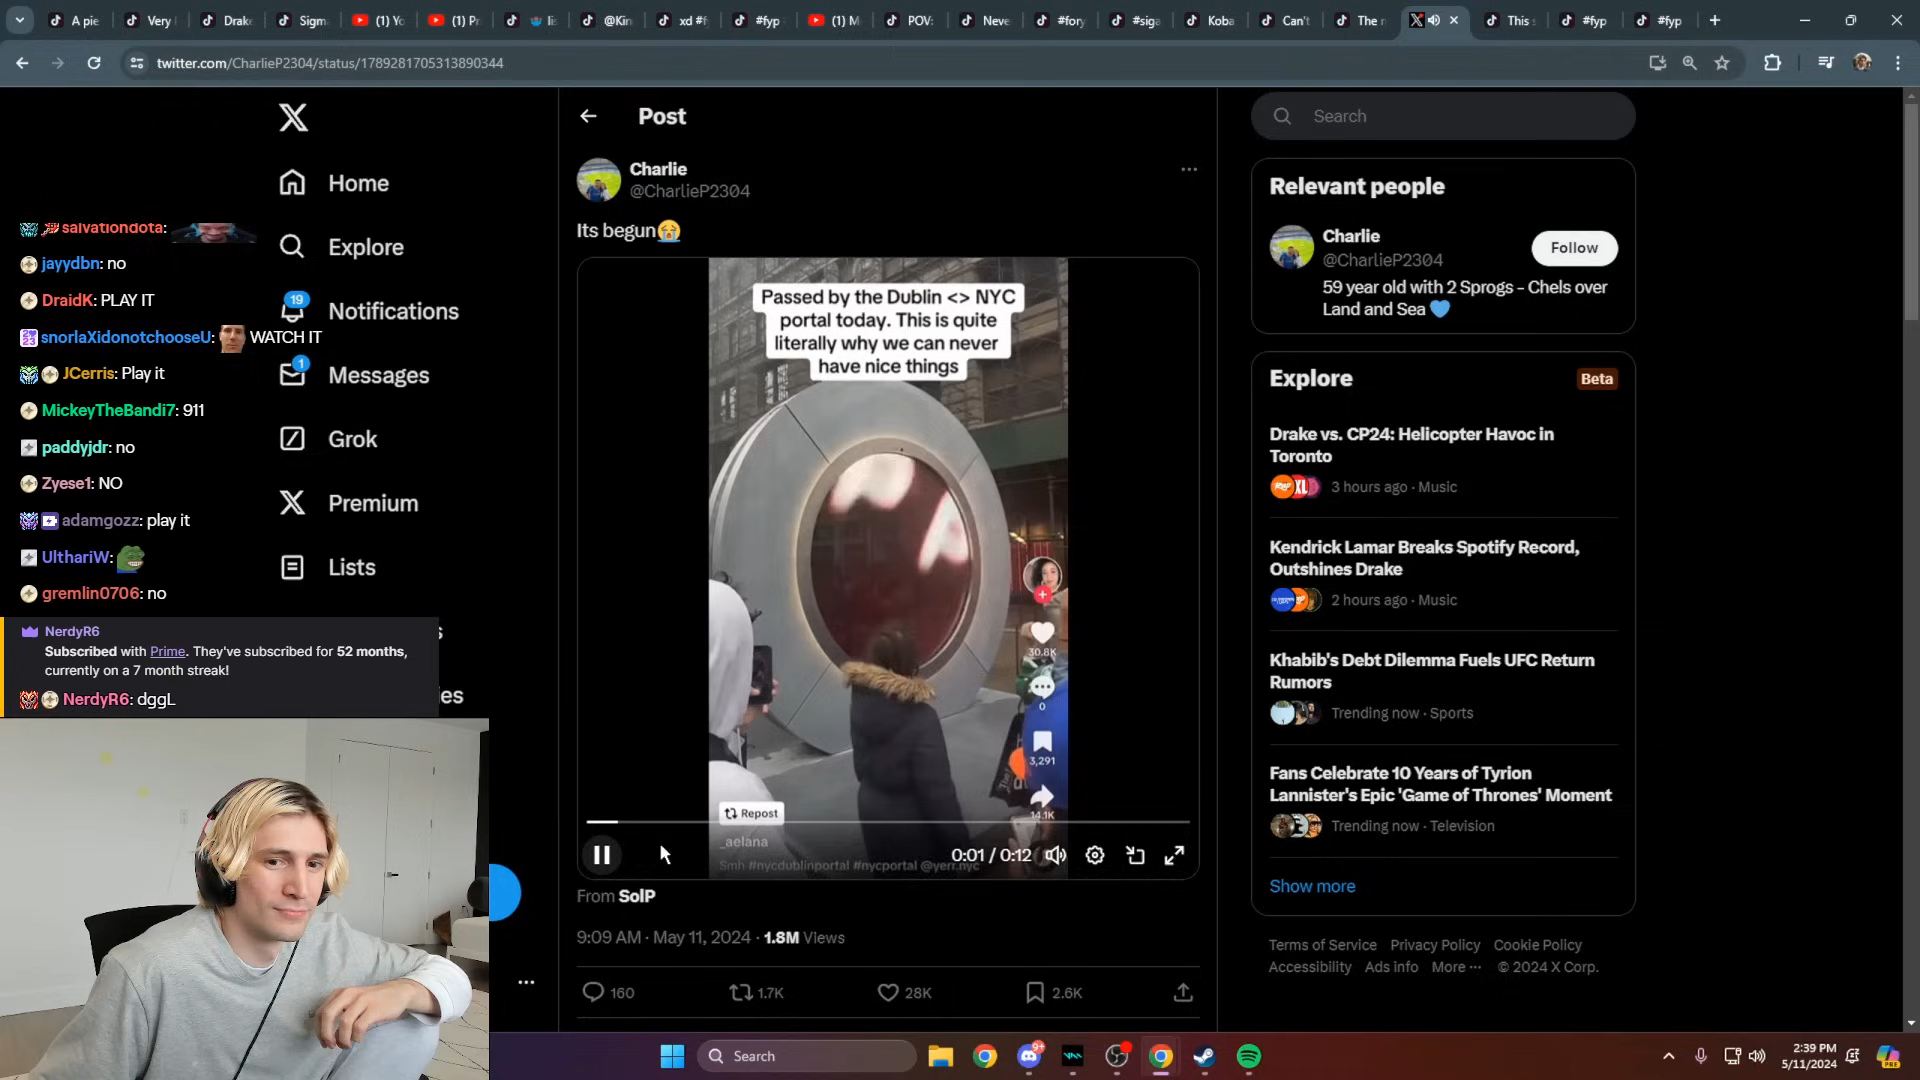 A pie
Very
Drake
Sigm
(1) Yo
(1) Pr
lis
@Kin
xd #f
#fyp
(1) M
POV:
Neve
#fory
#siga
Koba
Can't
The n
This s
#fyp
#fyp
twitter.com/CharlieP2304/status/1789281705313890344
Post
Search
Home
Explore
19
Notifications
1
Messages
Grok
Premium
Lists
es
salvationdota:
jayydbn: no
DraidK: PLAY IT
snorlaXidonotchooseU: WATCH IT
JCerris: Play it
MickeyTheBandi7: 911
paddyjdr: no
Zyese1: NO
adamgozz: play it
UlthariW:
gremlin0706: no
NerdyR6
Subscribed with Prime. They've subscribed for 52 months,
currently on a 7 month streak!
NerdyR6: dggL
Charlie
@CharlieP2304
Its begun😭
Passed by the Dublin <> NYC
portal today. This is quite
literally why we can never
have nice things
30.8K
0
3,291
14.1K
Repost
_aelana
Smh #nycdublinportal #nycportal @yerr.nyc
0:01 / 0:12
From SolP
9:09 AM · May 11, 2024 · 1.8M Views
160
1.7K
28K
2.6K
Relevant people
Charlie
@CharlieP2304
Follow
59 year old with 2 Sprogs - Chels over
Land and Sea 💙
Explore
Beta
Drake vs. CP24: Helicopter Havoc in
Toronto
3 hours ago · Music
Kendrick Lamar Breaks Spotify Record,
Outshines Drake
2 hours ago · Music
Khabib's Debt Dilemma Fuels UFC Return
Rumors
Trending now · Sports
Fans Celebrate 10 Years of Tyrion
Lannister's Epic 'Game of Thrones' Moment
Trending now · Television
Show more
Terms of Service Privacy Policy Cookie Policy
Accessibility Ads info More ··· © 2024 X Corp.
Search
9+
2:39 PM
5/11/2024
PRE